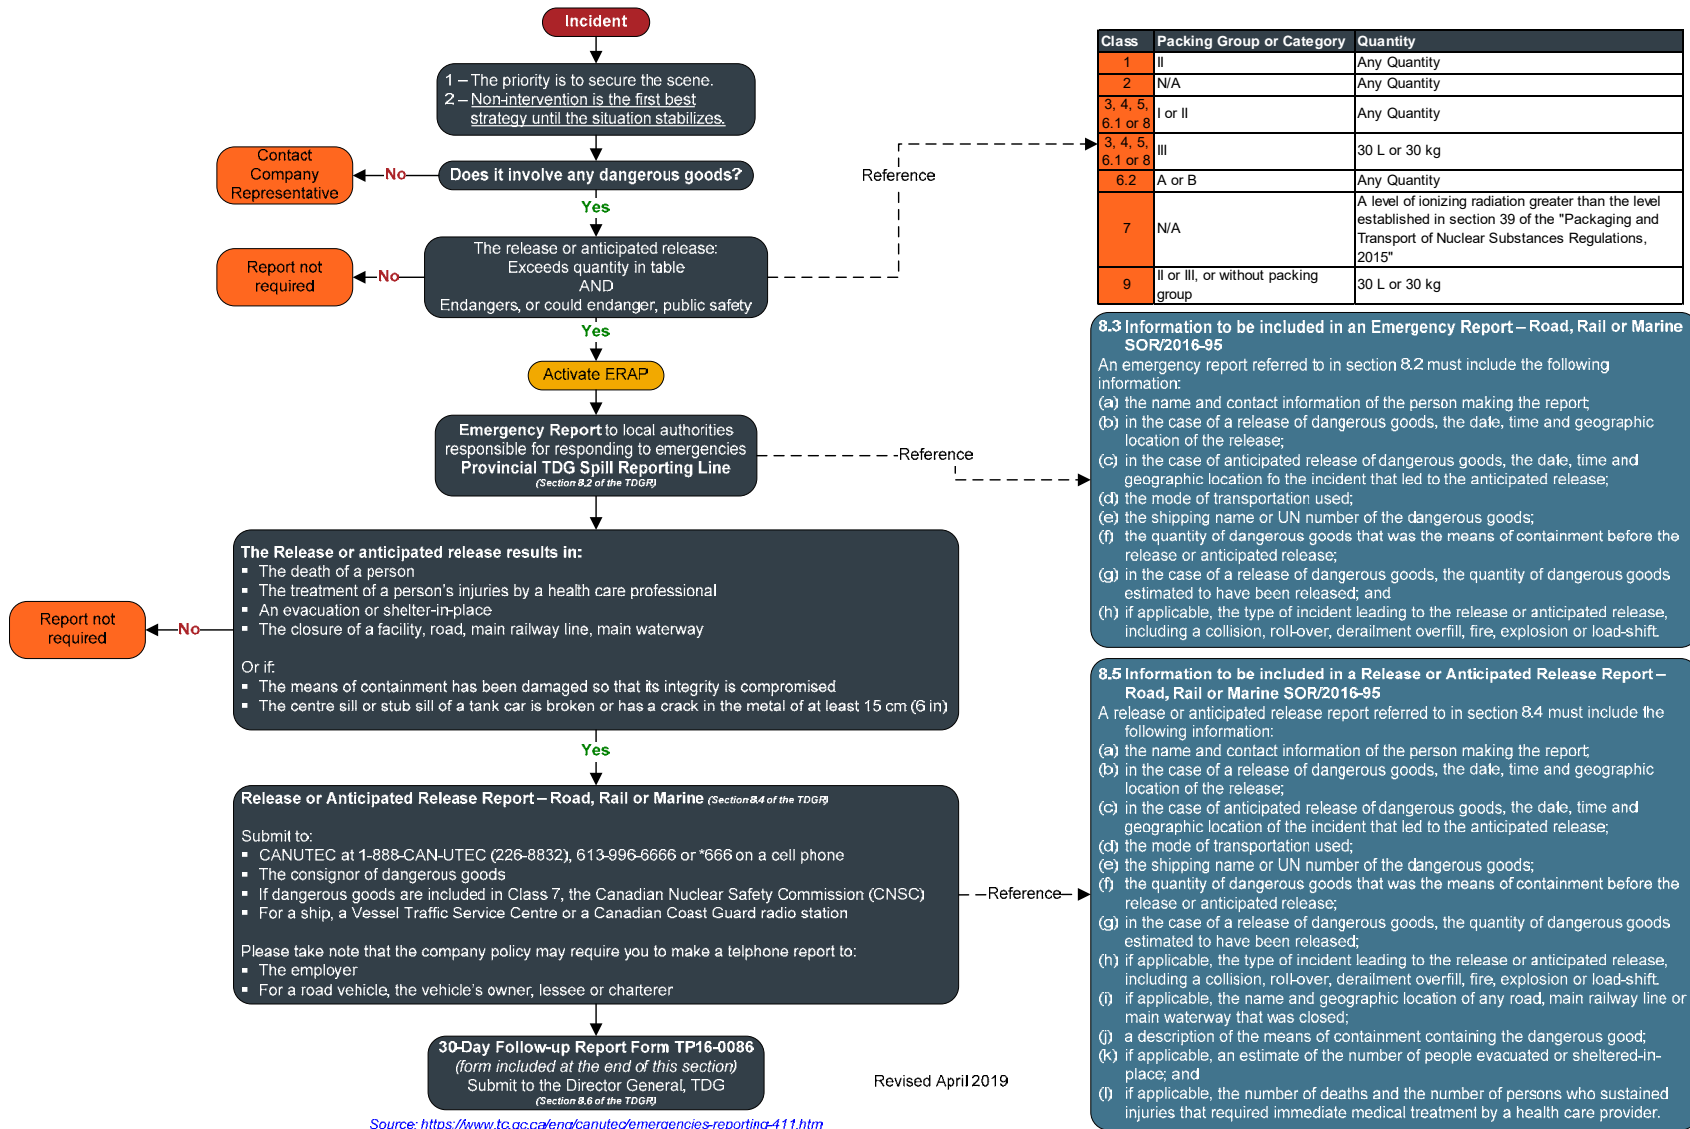 Incident
1 – The priority is to secure the scene.
2 – Non-intervention is the first best
strategy until the situation stabilizes.
Does it involve any dangerous goods?
No
Contact
Company
Representative
Yes
The release or anticipated release:
Exceeds quantity in table
AND
Endangers, or could endanger, public safety
No
Report not
required
Reference
Yes
Activate ERAP
Emergency Report to local authorities
responsible for responding to emergencies
Provincial TDG Spill Reporting Line
(Section 8.2 of the TDGR)
Reference
The Release or anticipated release results in:
▪ The death of a person
▪ The treatment of a person's injuries by a health care professional
▪ An evacuation or shelter-in-place
▪ The closure of a facility, road, main railway line, main waterway
Or if:
▪ The means of containment has been damaged so that its integrity is compromised
▪ The centre sill or stub sill of a tank car is broken or has a crack in the metal of at least 15 cm (6 in)
No
Report not
required
Yes
Release or Anticipated Release Report – Road, Rail or Marine (Section 8.4 of the TDGR)
Submit to:
▪ CANUTEC at 1-888-CAN-UTEC (226-8832), 613-996-6666 or *666 on a cell phone
▪ The consignor of dangerous goods
▪ If dangerous goods are included in Class 7, the Canadian Nuclear Safety Commission (CNSC)
▪ For a ship, a Vessel Traffic Service Centre or a Canadian Coast Guard radio station
Please take note that the company policy may require you to make a telphone report to:
▪ The employer
▪ For a road vehicle, the vehicle's owner, lessee or charterer
Reference
30-Day Follow-up Report Form TP16-0086
(form included at the end of this section)
Submit to the Director General, TDG
(Section 8.6 of the TDGR)
Revised April 2019
Source: https://www.tc.gc.ca/eng/canutec/emergencies-reporting-411.htm
Class Packing Group or Category Quantity
1 II Any Quantity
2 N/A Any Quantity
3, 4, 5,
6.1 or 8 I or II Any Quantity
3, 4, 5,
6.1 or 8 III 30 L or 30 kg
6.2 A or B Any Quantity
7 N/A A level of ionizing radiation greater than the level
established in section 39 of the "Packaging and
Transport of Nuclear Substances Regulations,
2015"
9 II or III, or without packing
group 30 L or 30 kg
8.3 Information to be included in an Emergency Report – Road, Rail or Marine
SOR/2016-95
An emergency report referred to in section 8.2 must include the following
information:
(a) the name and contact information of the person making the report;
(b) in the case of a release of dangerous goods, the date, time and geographic
location of the release;
(c) in the case of anticipated release of dangerous goods, the date, time and
geographic location fo the incident that led to the anticipated release;
(d) the mode of transportation used;
(e) the shipping name or UN number of the dangerous goods;
(f) the quantity of dangerous goods that was the means of containment before the
release or anticipated release;
(g) in the case of a release of dangerous goods, the quantity of dangerous goods
estimated to have been released; and
(h) if applicable, the type of incident leading to the release or anticipated release,
including a collision, roll-over, derailment overfill, fire, explosion or load-shift.
8.5 Information to be included in a Release or Anticipated Release Report –
Road, Rail or Marine SOR/2016-95
A release or anticipated release report referred to in section 8.4 must include the
following information:
(a) the name and contact information of the person making the report;
(b) in the case of a release of dangerous goods, the date, time and geographic
location of the release;
(c) in the case of anticipated release of dangerous goods, the date, time and
geographic location of the incident that led to the anticipated release;
(d) the mode of transportation used;
(e) the shipping name or UN number of the dangerous goods;
(f) the quantity of dangerous goods that was the means of containment before the
release or anticipated release;
(g) in the case of a release of dangerous goods, the quantity of dangerous goods
estimated to have been released;
(h) if applicable, the type of incident leading to the release or anticipated release,
including a collision, roll-over, derailment overfill, fire, explosion or load-shift.
(i) if applicable, the name and geographic location of any road, main railway line or
main waterway that was closed;
(j) a description of the means of containment containing the dangerous good;
(k) if applicable, an estimate of the number of people evacuated or sheltered-in-
place; and
(l) if applicable, the number of deaths and the number of persons who sustained
injuries that required immediate medical treatment by a health care provider.